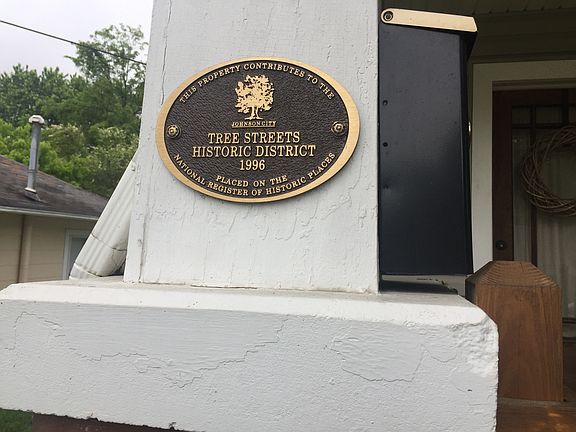 THIS PROPERTY CONTRIBUTES TO THE
JOHNSON CITY
TREE STREETS
HISTORIC DISTRICT
1996
PLACED ON THE
NATIONAL REGISTER OF HISTORIC PLACES